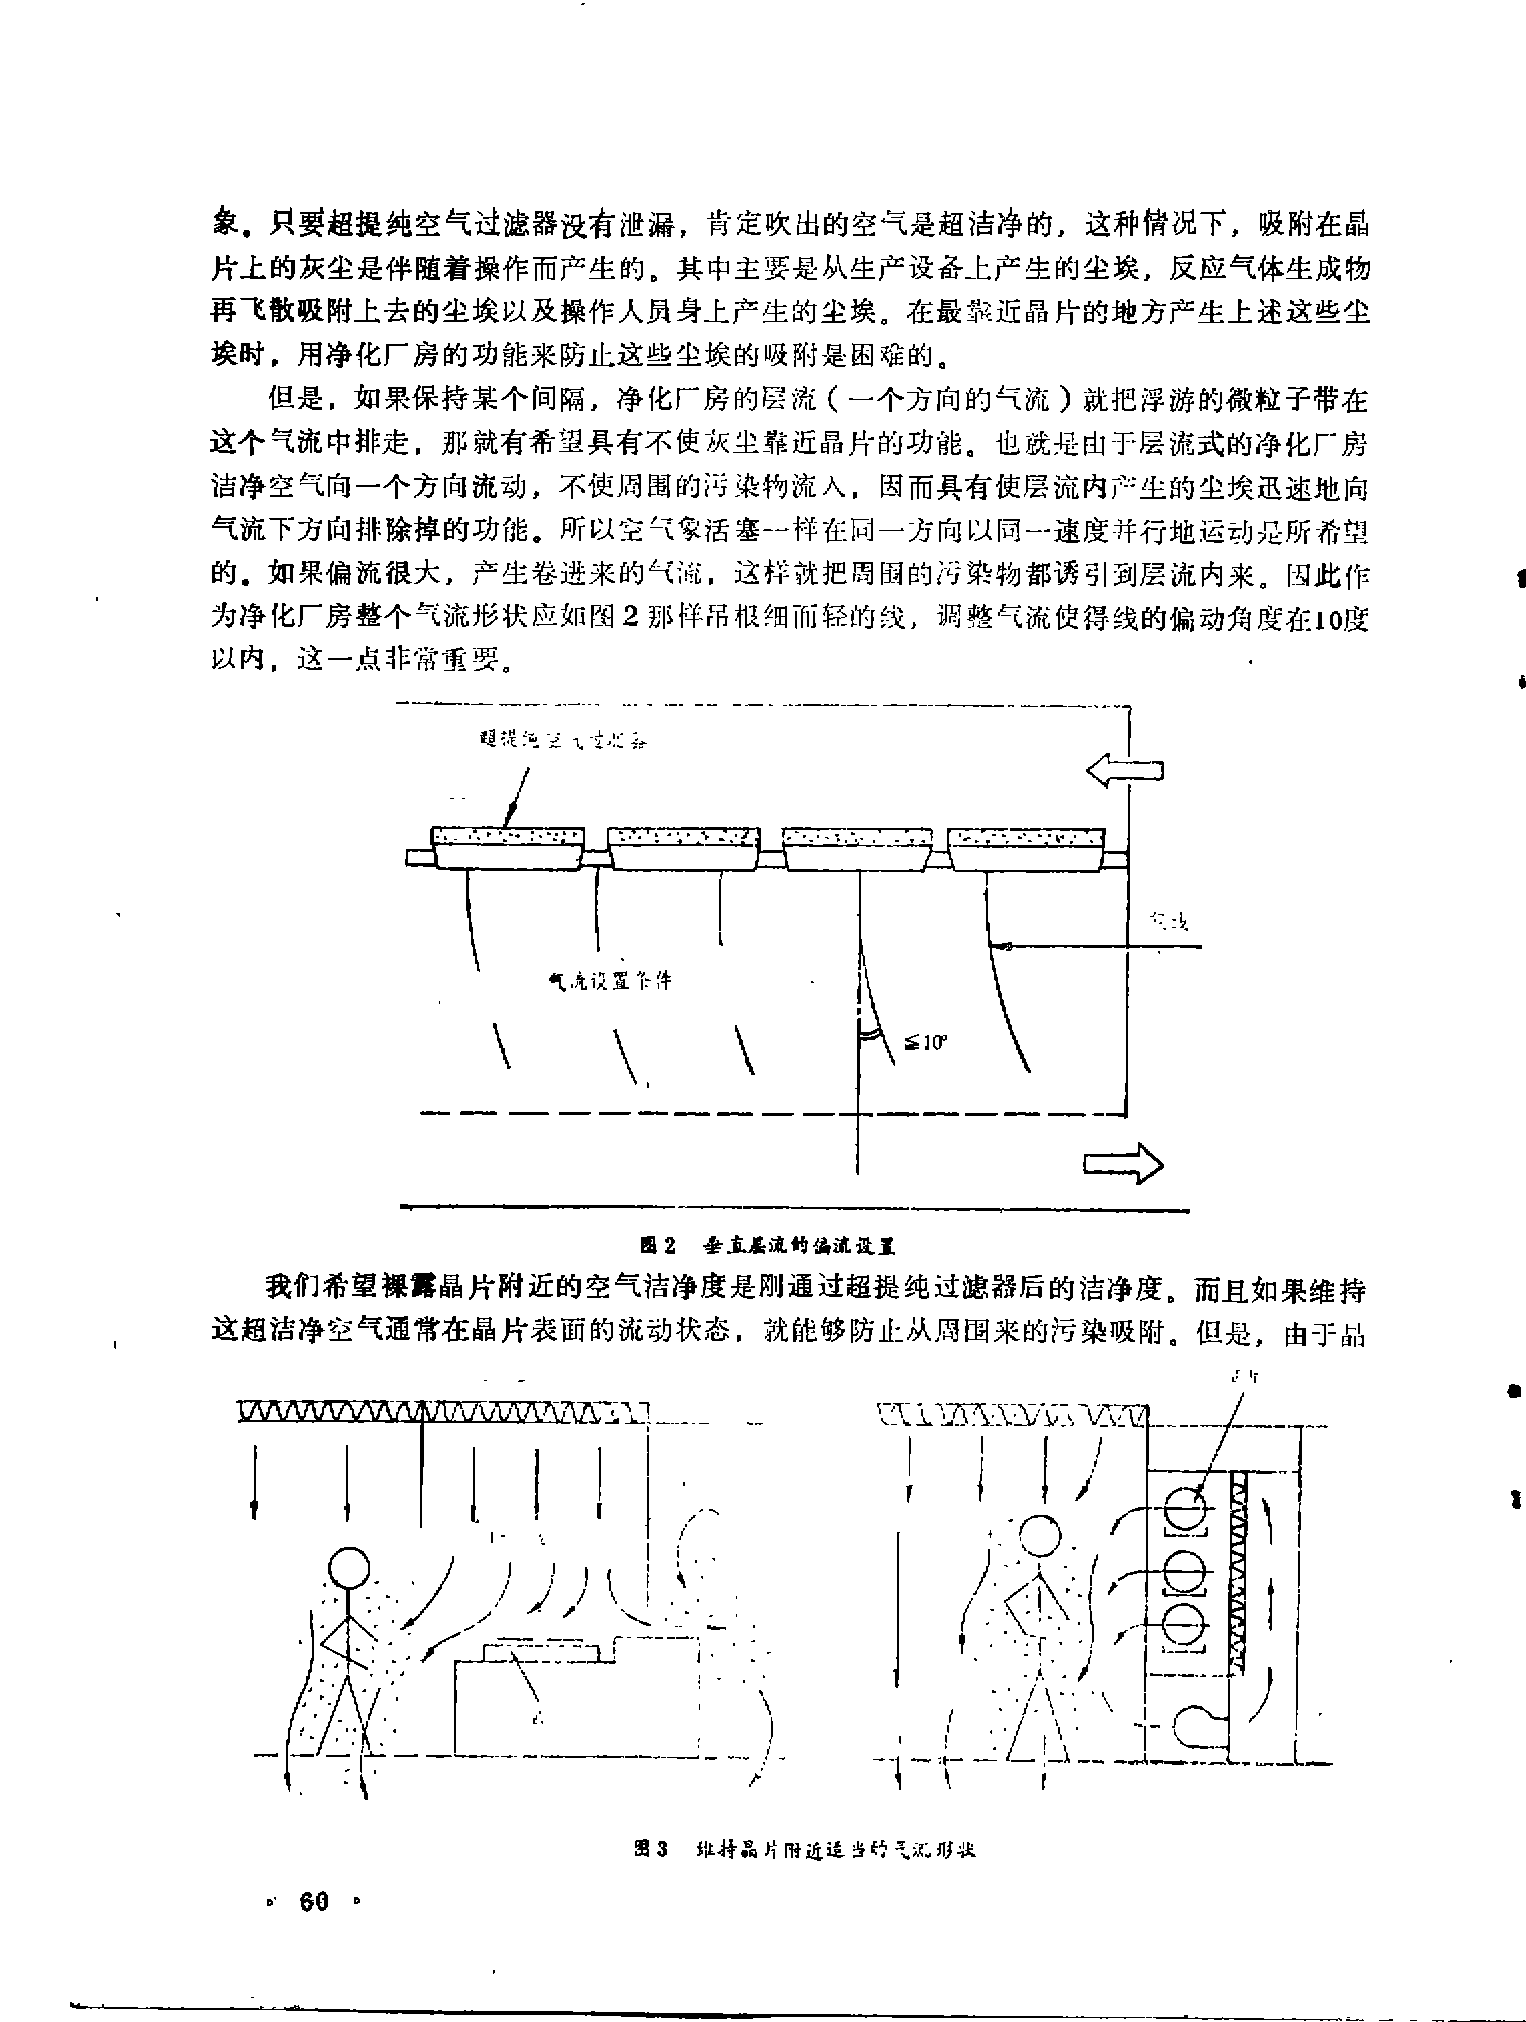 象。只要超提纯空气过滤器没有泄漏，肯定吹出的空气是超洁净的，这种情况下，吸附在晶
片上的灰尘是伴随着操作而产生的。其中主要是从生产设备上产生的尘埃，反应气体生成物
再飞散吸附上去的尘埃以及操作人员身上产生的尘埃。在最靠近晶片的地方产生上述这些尘
埃时，用净化厂房的功能来防止这些尘埃的吸附是困难的。
但是，如果保持某个间隔，净化厂房的层流（一个方向的气流）就把浮游的微粒子带在
这个气流中排走，那就有希望具有不使灰尘靠近晶片的功能。也就是由于层流式的净化厂房
洁净空气向一个方向流动，不使周围的污染物流入，因而具有使层流内产生的尘埃迅速地向
气流下方向排除掉的功能。所以空气象活塞一样在同一方向以同一速度并行地运动是所希望
的。如果偏流很大，产生卷进来的气流，这样就把周围的污染物都诱引到层流内来。因此作
为净化厂房整个气流形状应如图2那样吊根细而轻的线，调整气流使得线的偏动角度在10度
以内，这一点非常重要。
超提纯空气过滤器
气流设置条件
≦10°
图2 垂直层流的偏流设置
我们希望裸露晶片附近的空气洁净度是刚通过超提纯过滤器后的洁净度。而且如果维持
这超洁净空气通常在晶片表面的流动状态，就能够防止从周围来的污染吸附。但是，由于晶
图3 维持晶片附近适当的气流形状
· 60 ·